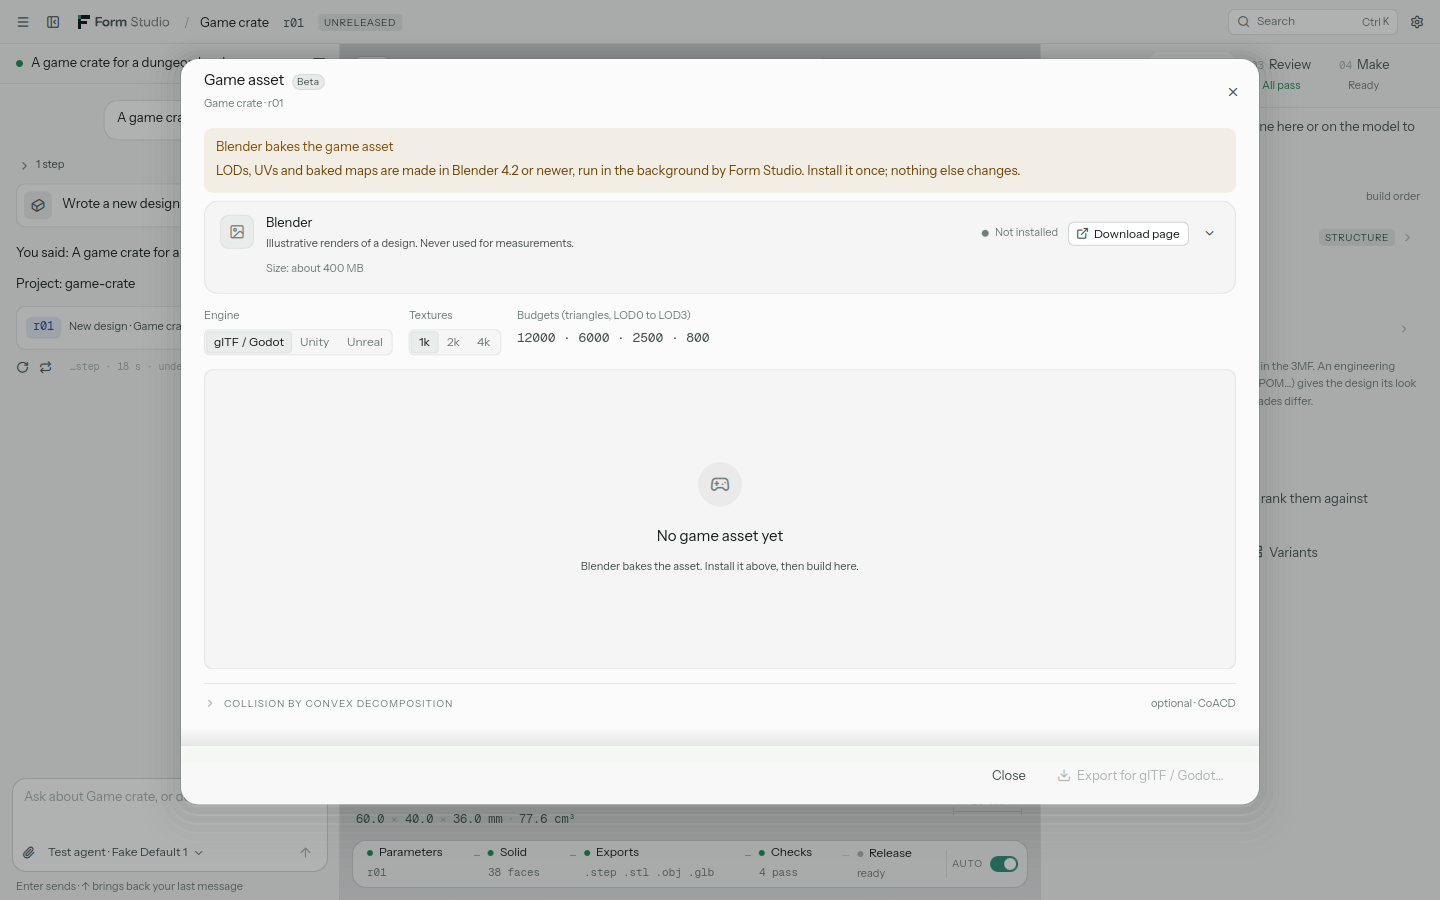 Form Studio / Game crate r01 UNRELEASED
Search Ctrl K
A game crate for a dungeon
Review
04 Make
All pass
Ready
Game asset Beta
Game crate · r01
Blender bakes the game asset
LODs, UVs and baked maps are made in Blender 4.2 or newer, run in the background by Form Studio. Install it once; nothing else changes.
Blender
Illustrative renders of a design. Never used for measurements.
Size: about 400 MB
Not installed
Download page
Engine
glTF / Godot Unity Unreal
Textures
1k 2k 4k
Budgets (triangles, LOD0 to LOD3)
12000 · 6000 · 2500 · 800
No game asset yet
Blender bakes the asset. Install it above, then build here.
COLLISION BY CONVEX DECOMPOSITION
optional · CoACD
Close
Export for glTF / Godot...
A game cra
1 step
Wrote a new design
You said: A game crate for a
Project: game-crate
r01 New design · Game cra
…step · 18 s · unde
ne here or on the model to
build order
STRUCTURE
in the 3MF. An engineering
POM...) gives the design its look
ades differ.
rank them against
Variants
Ask about Game crate, or d
Test agent · Fake Default 1
Enter sends · ↑ brings back your last message
60.0 × 40.0 × 36.0 mm · 77.6 cm³
Parameters
r01
Solid
38 faces
Exports
.step .stl .obj .glb
Checks
4 pass
Release
ready
AUTO